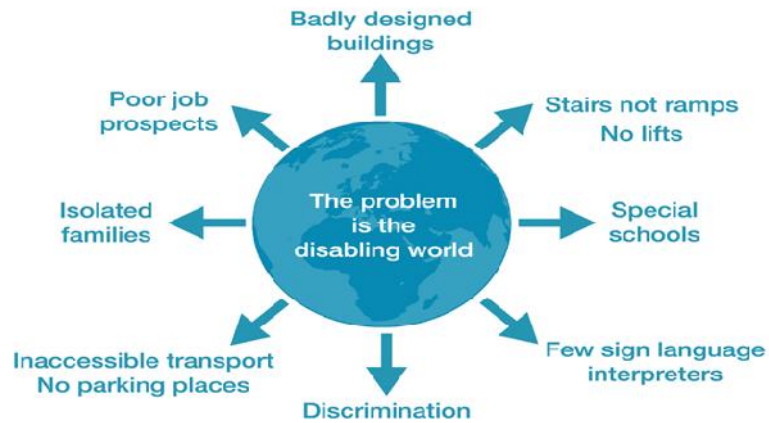 Badly designed
buildings
Poor job
prospects
Stairs not ramps
No lifts
Isolated
families
The problem
is the
disabling world
Special
schools
Inaccessible transport
No parking places
Few sign language
interpreters
Discrimination